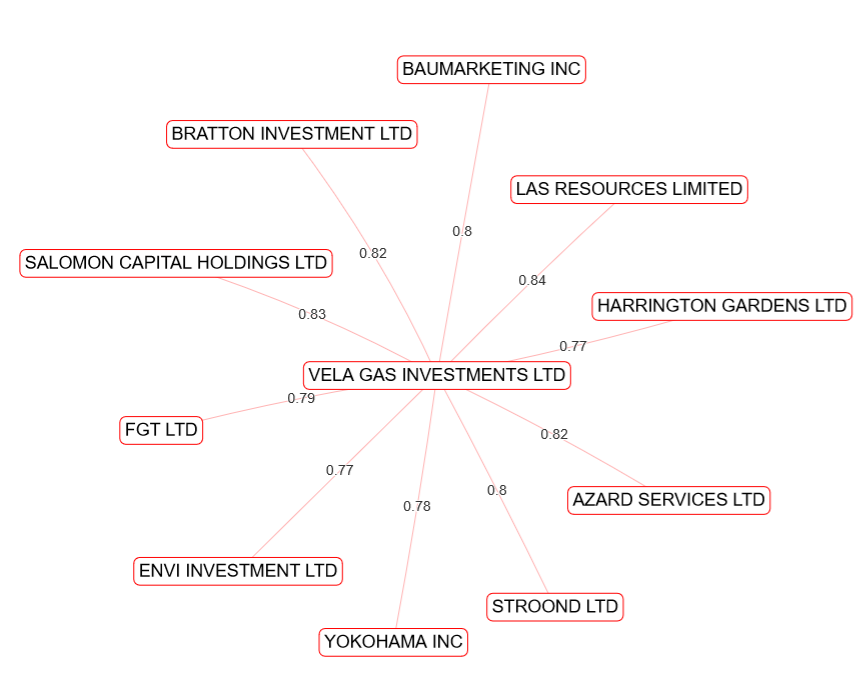 BAUMARKETING INC
BRATTON INVESTMENT LTD
LAS RESOURCES LIMITED
0.8
0.82
SALOMON CAPITAL HOLDINGS LTD
0.84
HARRINGTON GARDENS LTD
0.83
0.77
VELA GAS INVESTMENTS LTD
0.79
FGT LTD
0.82
0.77
0.8
AZARD SERVICES LTD
0.78
ENVI INVESTMENT LTD
STROOND LTD
YOKOHAMA INC